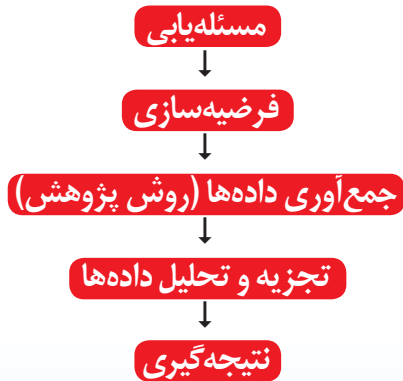 مسئله‌یابی
فرضیه‌سازی
جمع‌آوری داده‌ها (روش پژوهش)
تجزیه و تحلیل داده‌ها
نتیجه‌گیری